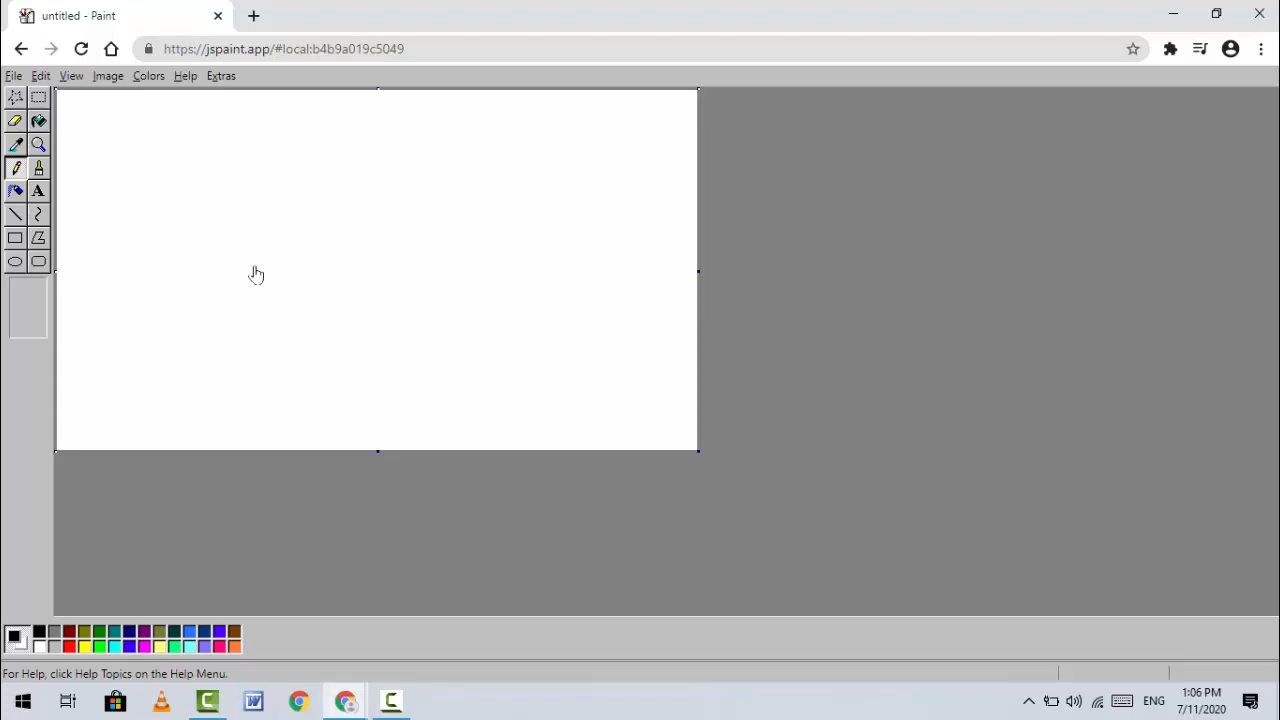 untitled - Paint
https://jspaint.app/#local:b4b9a019c5049
File Edit View Image Colors Help Extras
A
For Help, click Help Topics on the Help Menu.
ENG
1:06 PM
7/11/2020